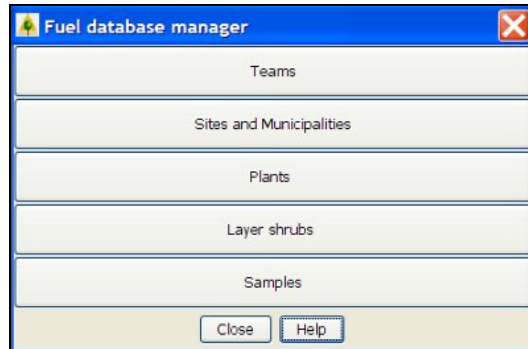 Fuel database manager
Teams
Sites and Municipalities
Plants
Layer shrubs
Samples
Close Help